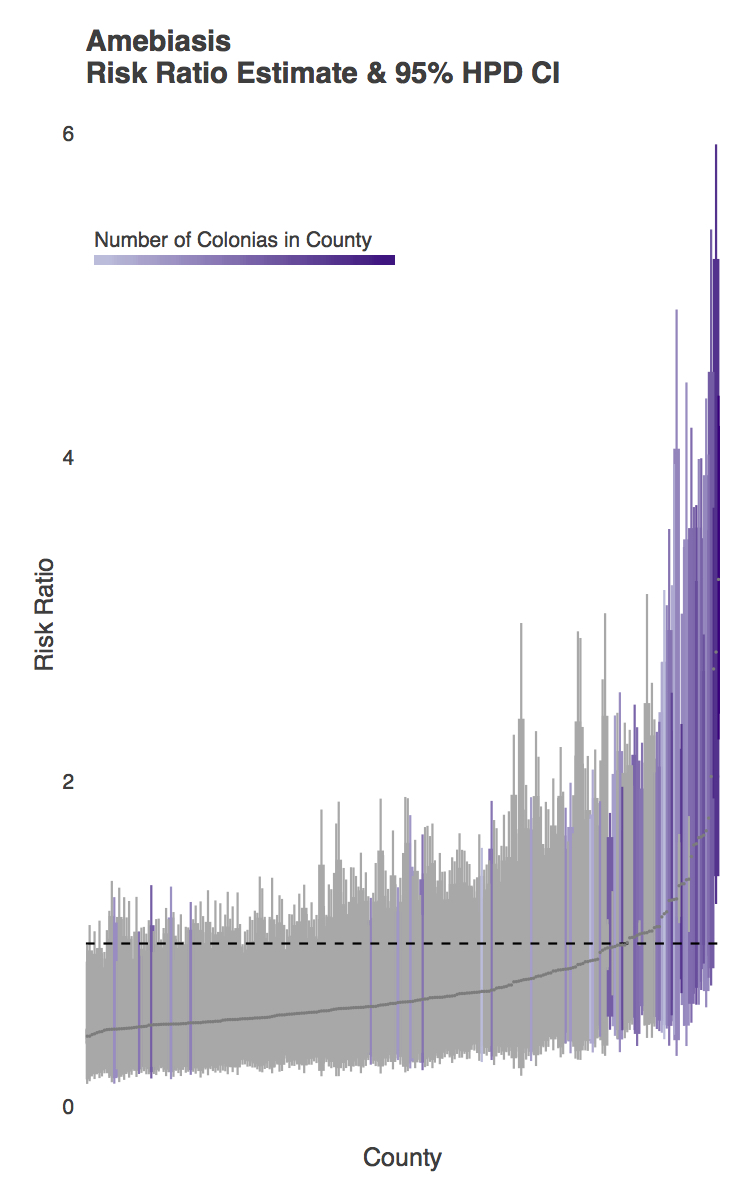 Amebiasis
Risk Ratio Estimate & 95% HPD CI
6
Number of Colonias in County
4
Risk Ratio
2
0
County